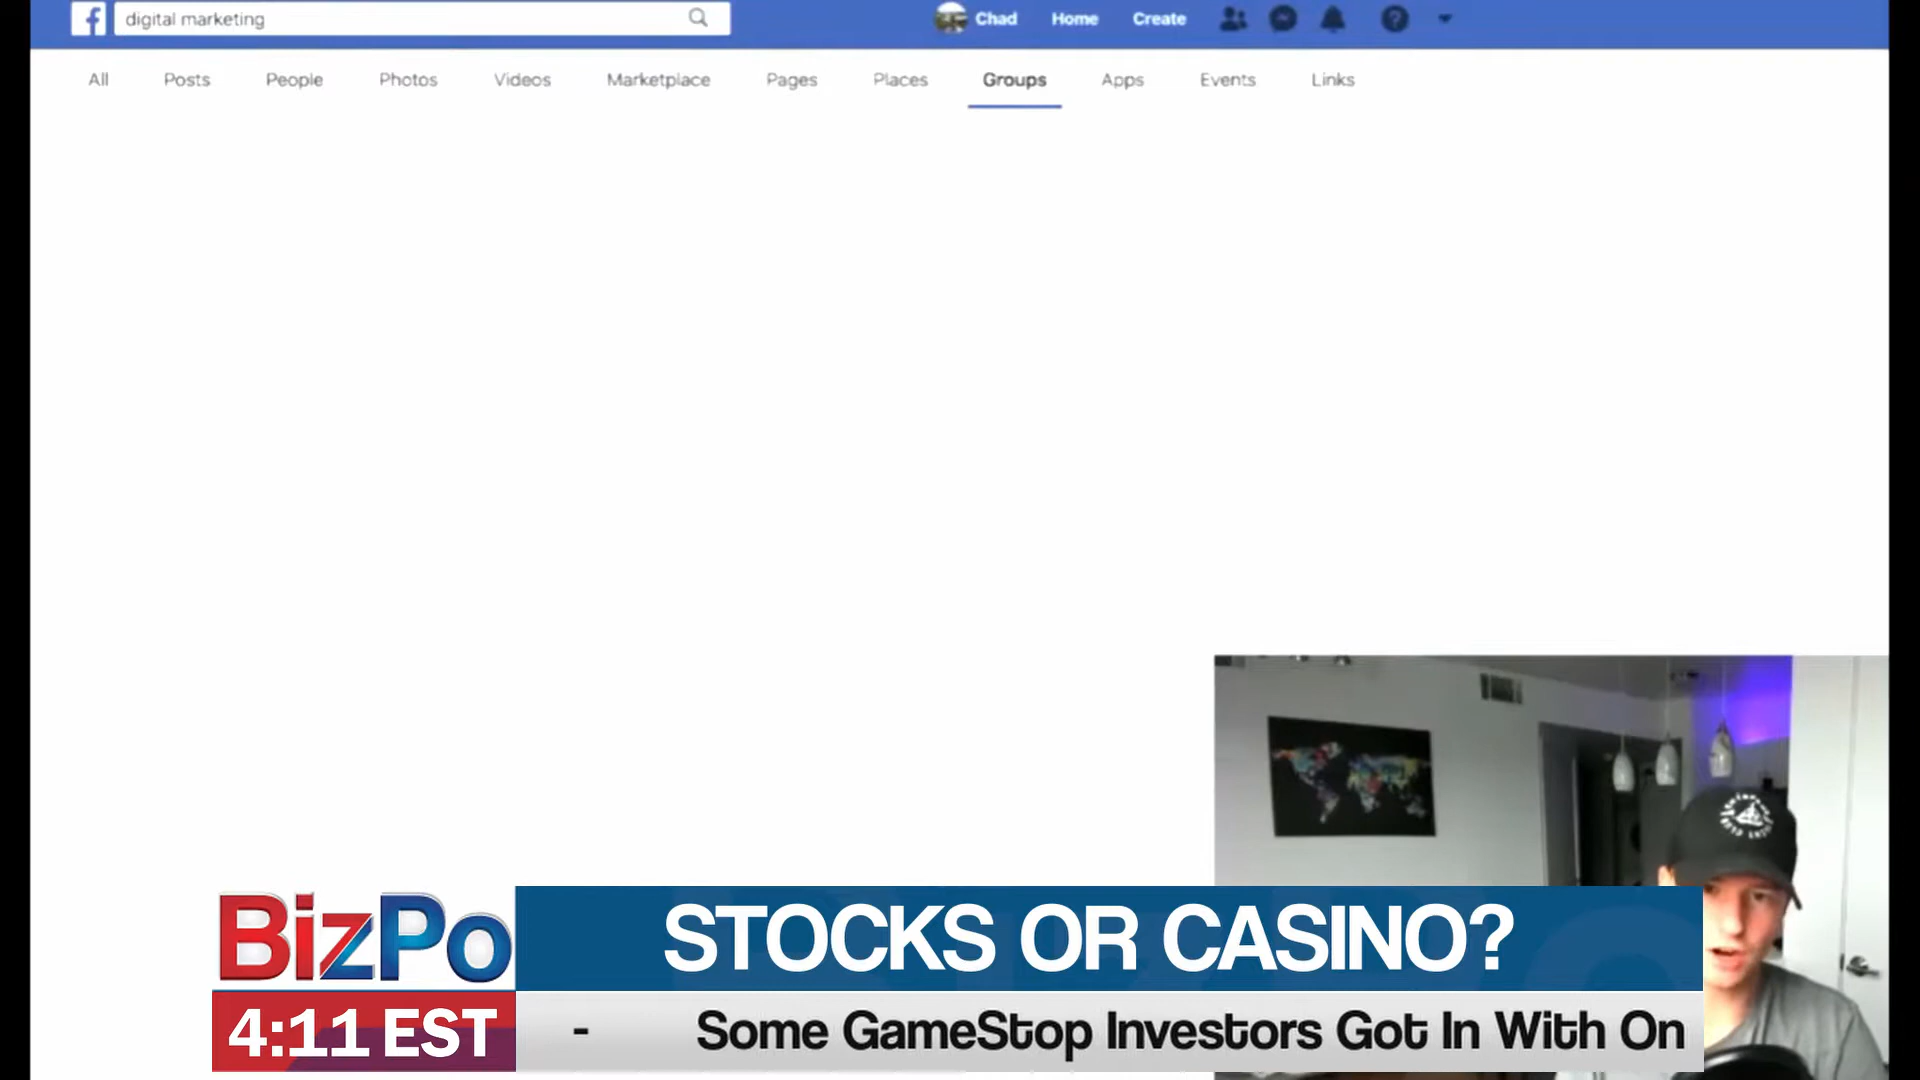 digital marketing
Chad Home Create
All Posts People Photos Videos Marketplace Pages Places Groups Apps Events Links
BizPo
STOCKS OR CASINO?
4:11 EST
- Some GameStop Investors Got In With On